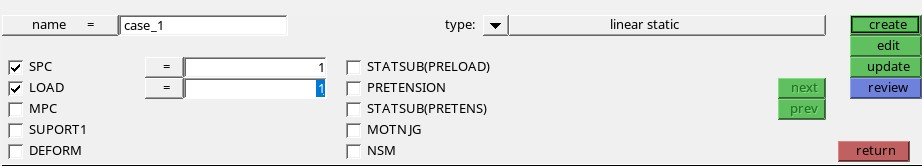 name = case_1 type: linear static create
edit
SPC = 1 STATSUB(PRELOAD) update
LOAD = 1 PRETENSION next review
MPC STATSUB(PRETENS) prev
SUPORT1 MOTNJG
DEFORM NSM return